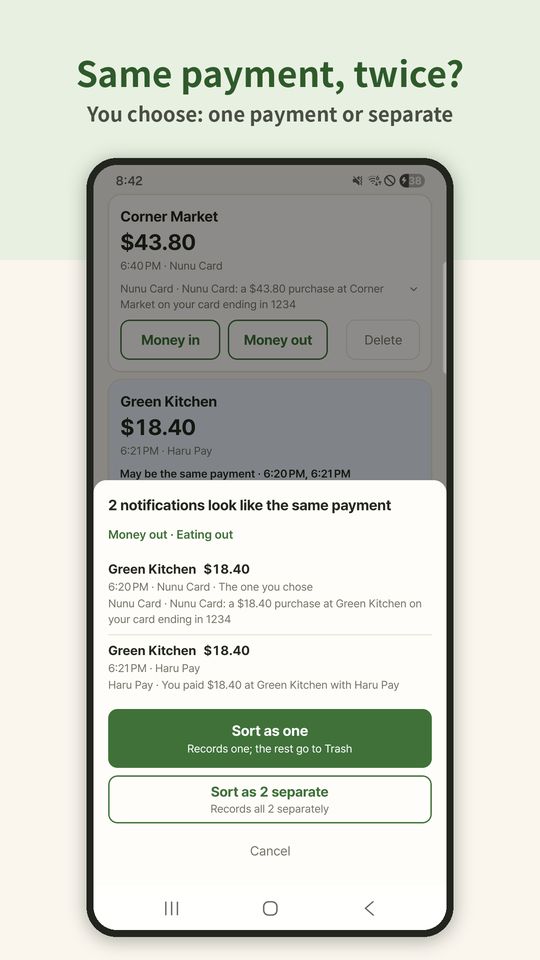 Same payment, twice?
You choose: one payment or separate
8:42
38
Corner Market
$43.80
6:40 PM · Nunu Card
Nunu Card · Nunu Card: a $43.80 purchase at Corner
Market on your card ending in 1234
Money in
Money out
Delete
Green Kitchen
$18.40
6:21 PM · Haru Pay
May be the same payment · 6:20 PM, 6:21 PM
2 notifications look like the same payment
Money out · Eating out
Green Kitchen $18.40
6:20 PM · Nunu Card · The one you chose
Nunu Card · Nunu Card: a $18.40 purchase at Green Kitchen on
your card ending in 1234
Green Kitchen $18.40
6:21 PM · Haru Pay
Haru Pay · You paid $18.40 at Green Kitchen with Haru Pay
Sort as one
Records one; the rest go to Trash
Sort as 2 separate
Records all 2 separately
Cancel